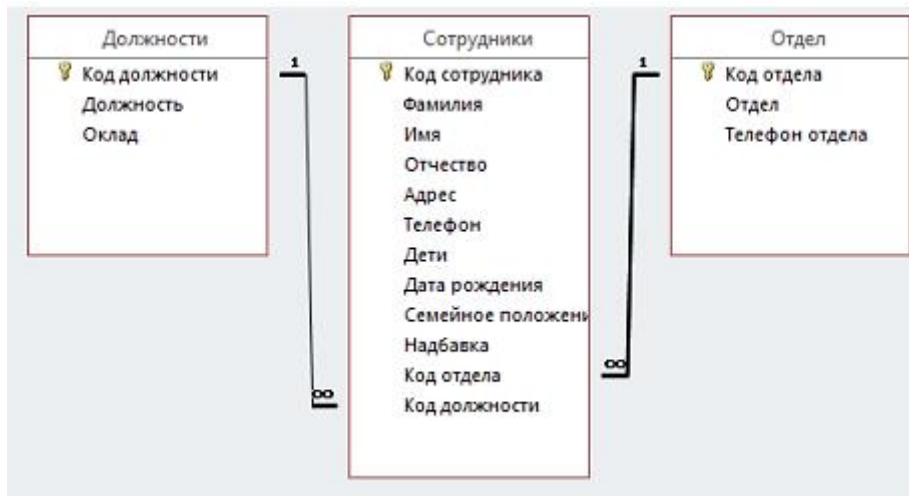 Должности
Код должности
Должность
Оклад
1
∞
Сотрудники
Код сотрудника
Фамилия
Имя
Отчество
Адрес
Телефон
Дети
Дата рождения
Семейное положени
Надбавка
Код отдела
Код должности
1
∞
Отдел
Код отдела
Отдел
Телефон отдела